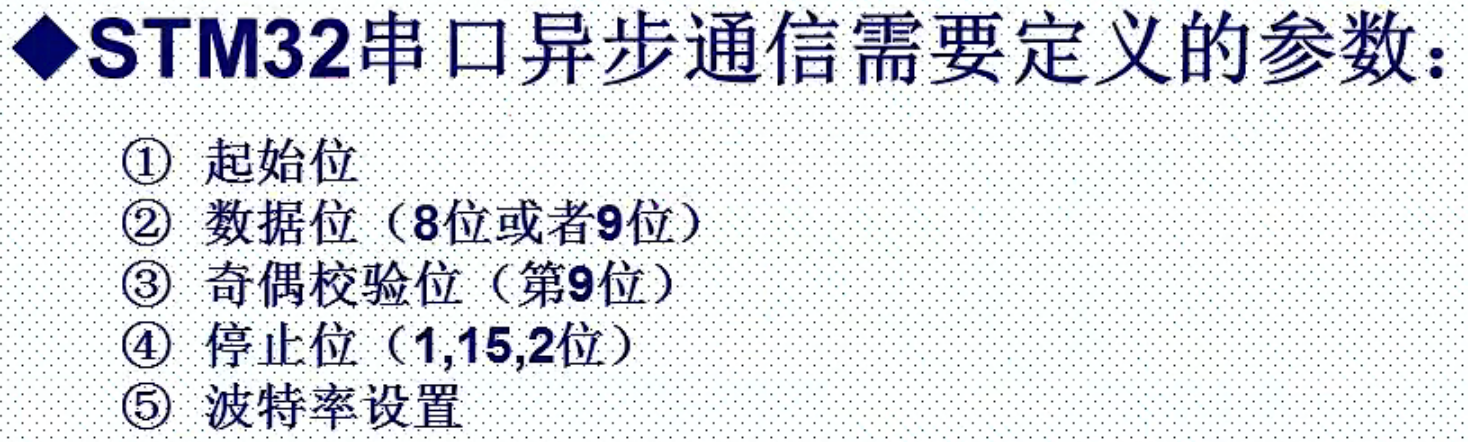 ◆STM32串口异步通信需要定义的参数：
① 起始位
② 数据位（8位或者9位）
③ 奇偶校验位（第9位）
④ 停止位（1,15,2位）
⑤ 波特率设置